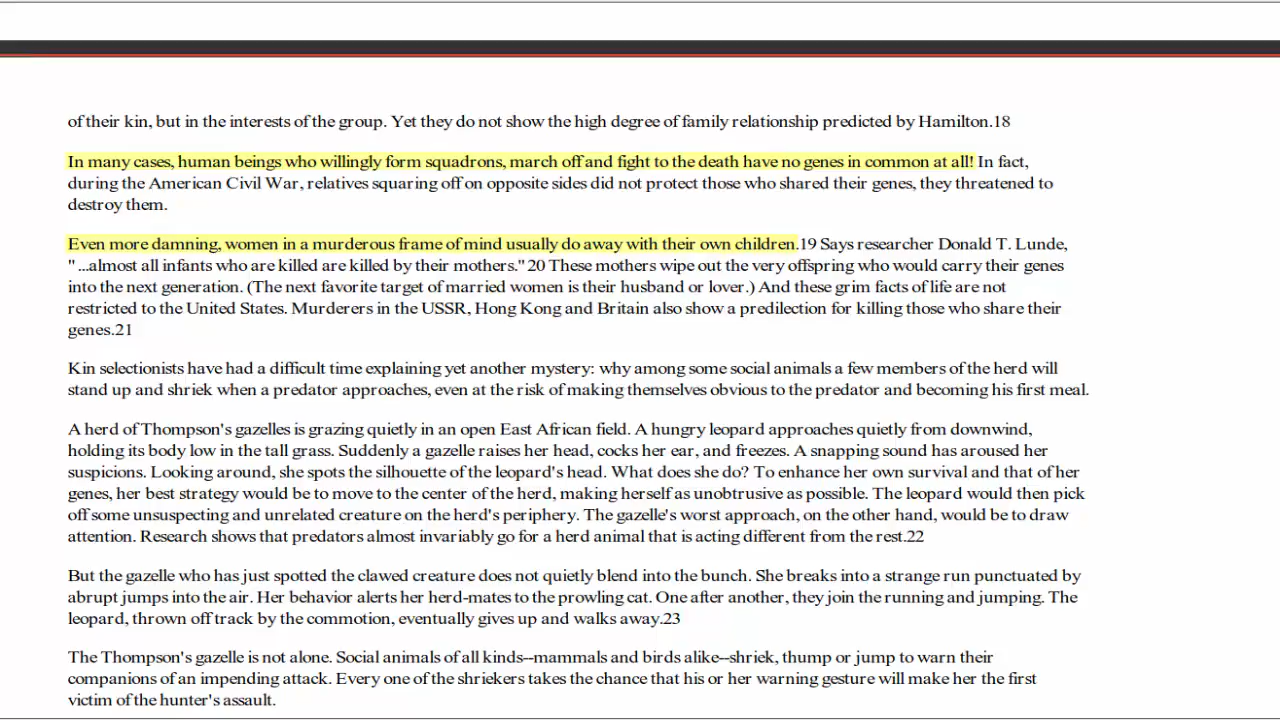 of their kin, but in the interests of the group. Yet they do not show the high degree of family relationship predicted by Hamilton.18
In many cases, human beings who willingly form squadrons, march off and fight to the death have no genes in common at all! In fact,
during the American Civil War, relatives squaring off on opposite sides did not protect those who shared their genes, they threatened to
destroy them.
Even more damning, women in a murderous frame of mind usually do away with their own children.19 Says researcher Donald T. Lunde,
" ...almost all infants who are killed are killed by their mothers." 20 These mothers wipe out the very offspring who would carry their genes
into the next generation. (The next favorite target of married women is their husband or lover.) And these grim facts of life are not
restricted to the United States. Murderers in the USSR, Hong Kong and Britain also show a predilection for killing those who share their
genes.21
Kin selectionists have had a difficult time explaining yet another mystery: why among some social animals a few members of the herd will
stand up and shriek when a predator approaches, even at the risk of making themselves obvious to the predator and becoming his first meal.
A herd of Thompson's gazelles is grazing quietly in an open East African field. A hungry leopard approaches quietly from downwind,
holding its body low in the tall grass. Suddenly a gazelle raises her head, cocks her ear, and freezes. A snapping sound has aroused her
suspicions. Looking around, she spots the silhouette of the leopard's head. What does she do? To enhance her own survival and that of her
genes, her best strategy would be to move to the center of the herd, making herself as unobtrusive as possible. The leopard would then pick
off some unsuspecting and unrelated creature on the herd's periphery. The gazelle's worst approach, on the other hand, would be to draw
attention. Research shows that predators almost invariably go for a herd animal that is acting different from the rest.22
But the gazelle who has just spotted the clawed creature does not quietly blend into the bunch. She breaks into a strange run punctuated by
abrupt jumps into the air. Her behavior alerts her herd-mates to the prowling cat. One after another, they join the running and jumping. The
leopard, thrown off track by the commotion, eventually gives up and walks away.23
The Thompson's gazelle is not alone. Social animals of all kinds--mammals and birds alike--shriek, thump or jump to warn their
companions of an impending attack. Every one of the shriekers takes the chance that his or her warning gesture will make her the first
victim of the hunter's assault.